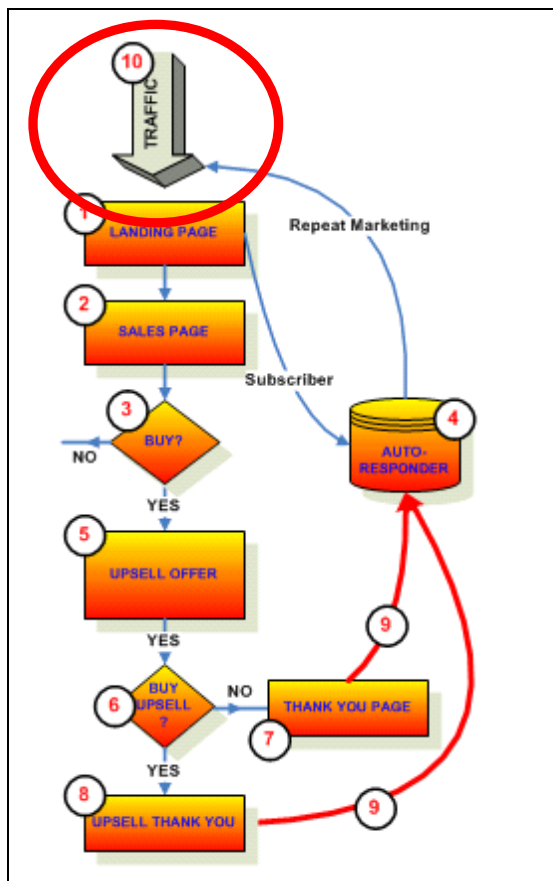 10
TRAFFIC
1
LANDING PAGE
Repeat Marketing
2
SALES PAGE
Subscriber
3
BUY?
NO
4
AUTO-
RESPONDER
YES
5
UPSELL OFFER
YES
9
6
BUY
UPSELL
?
NO
THANK YOU PAGE
7
YES
8
UPSELL THANK YOU
9